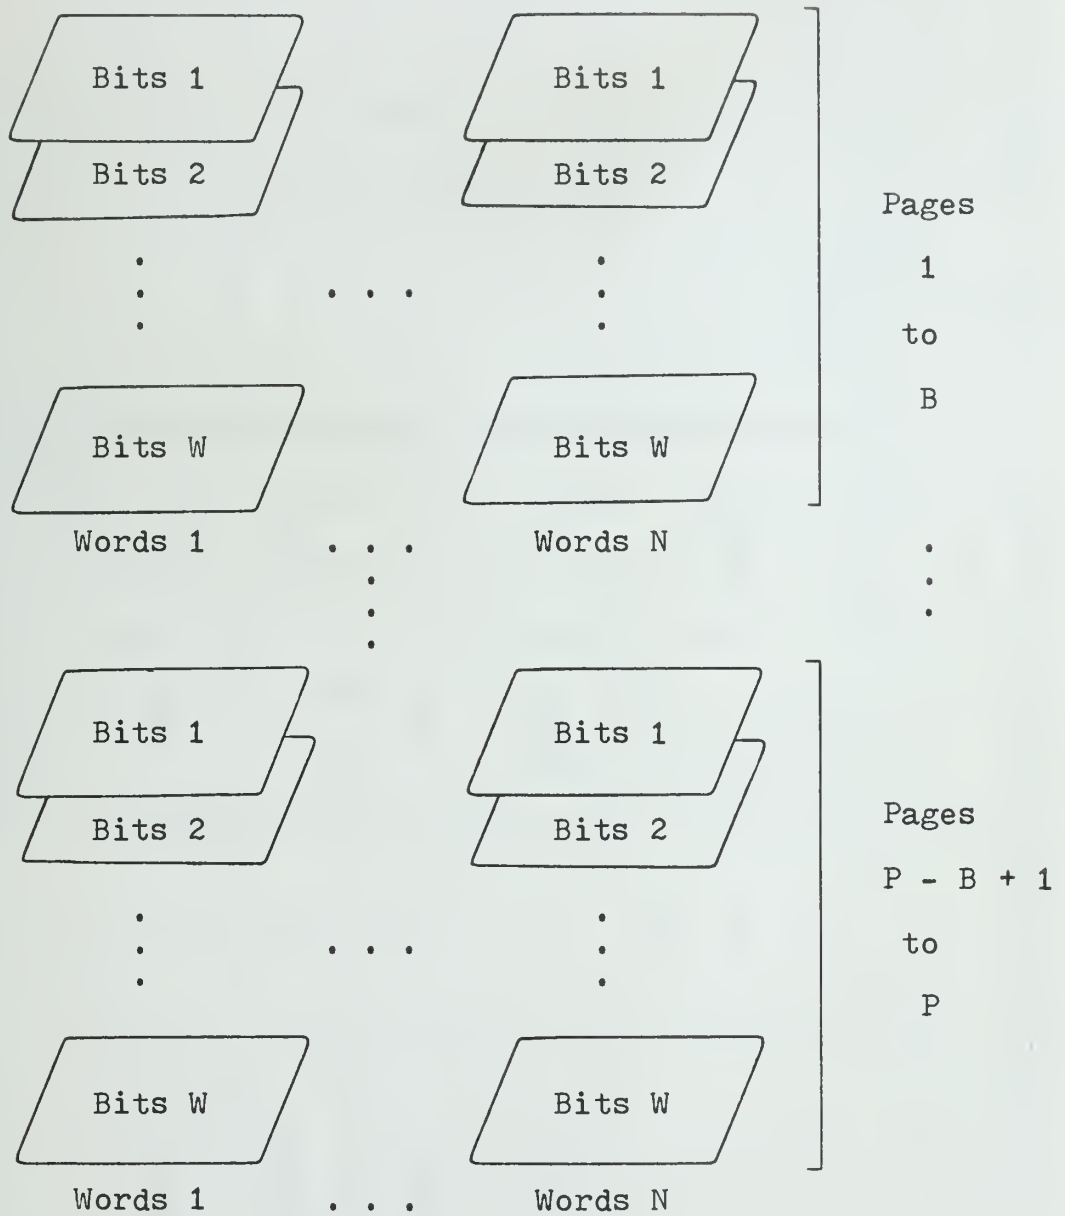 Bits 1 Bits 1
Bits 2 Bits 2
Pages
1
to
B
. . .
Bits W Bits W
Words 1 . . . Words N
Bits 1 Bits 1
Bits 2 Bits 2
Pages
P - B + 1
to
P
. . .
Bits W Bits W
Words 1 . . . Words N